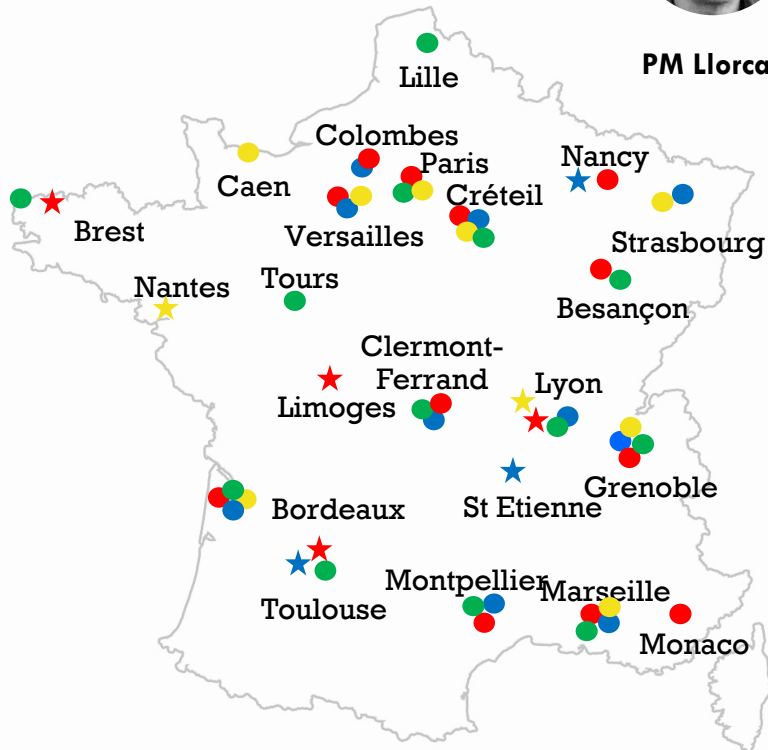 PM Llorca
Lille
Colombes
Paris
Nancy
Caen
Créteil
Brest
Versailles
Strasbourg
Nantes
Tours
Besançon
Clermont-
Ferrand
Lyon
Limoges
Grenoble
St Etienne
Bordeaux
Montpellier
Marseille
Toulouse
Monaco